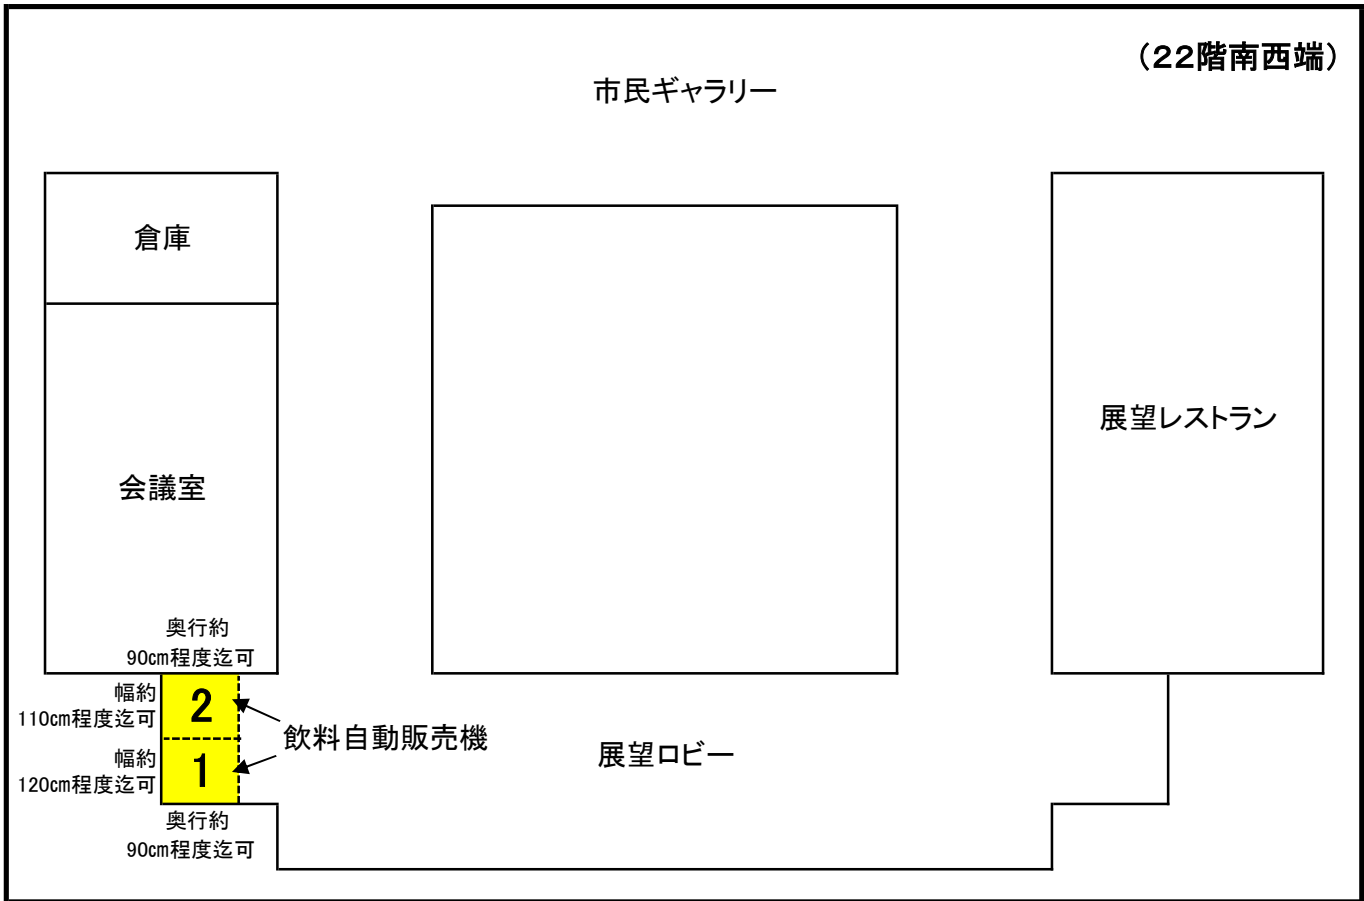 （２２階南西端）
市民ギャラリー
倉庫
展望レストラン
会議室
奥行約
90㎝程度迄可
幅約
110㎝程度迄可
2
飲料自動販売機
展望ロビー
幅約
120㎝程度迄可
1
奥行約
90㎝程度迄可